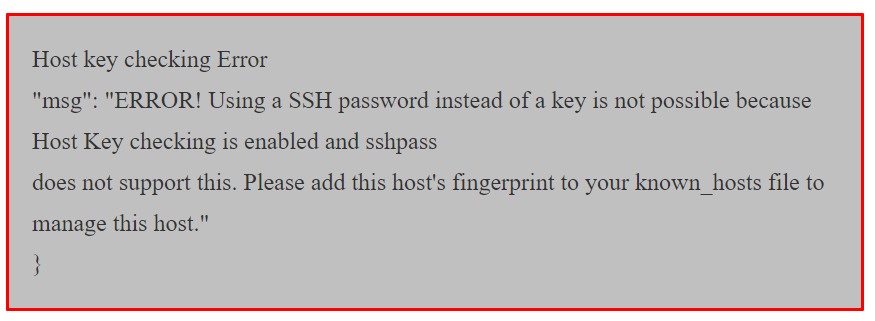 Host key checking Error
"msg": "ERROR! Using a SSH password instead of a key is not possible because
Host Key checking is enabled and sshpass
does not support this. Please add this host's fingerprint to your known_hosts file to
manage this host."
}